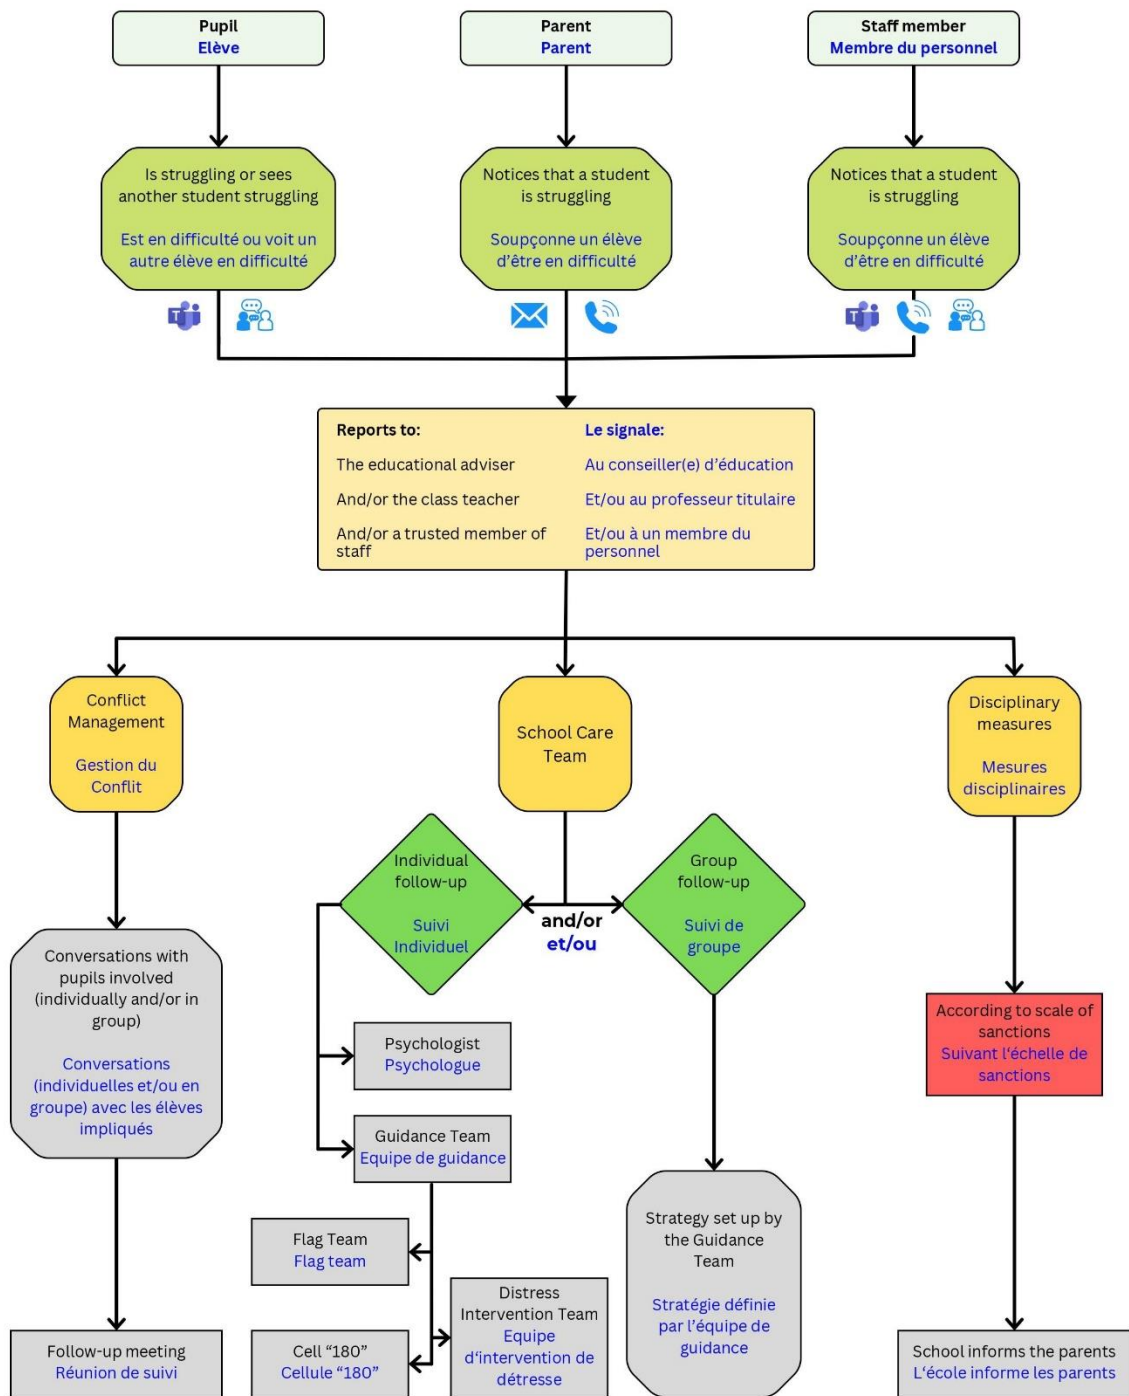 Pupil
Elève
Parent
Parent
Staff member
Membre du personnel
Is struggling or sees
another student struggling
Est en difficulté ou voit un
autre élève en difficulté
Notices that a student
is struggling
Soupçonne un élève
d'être en difficulté
Notices that a student
is struggling
Soupçonne un élève
d'être en difficulté
Reports to:
The educational adviser
And/or the class teacher
And/or a trusted member of
staff
Le signale:
Au conseiller(e) d'éducation
Et/ou au professeur titulaire
Et/ou à un membre du
personnel
Conflict
Management
Gestion du
Conflit
School Care
Team
Disciplinary
measures
Mesures
disciplinaires
Individual
follow-up
Suivi
Individuel
and/or
et/ou
Group
follow-up
Suivi de
groupe
Conversations with
pupils involved
(individually and/or in
group)
Conversations
(individuelles et/ou en
groupe) avec les élèves
impliqués
Psychologist
Psychologue
Guidance Team
Equipe de guidance
According to scale of
sanctions
Suivant l'échelle de
sanctions
Flag Team
Flag team
Distress
Intervention Team
Equipe
d'intervention de
détresse
Cell "180"
Cellule "180"
Strategy set up by
the Guidance
Team
Stratégie définie
par l'équipe de
guidance
Follow-up meeting
Réunion de suivi
School informs the parents
L'école informe les parents